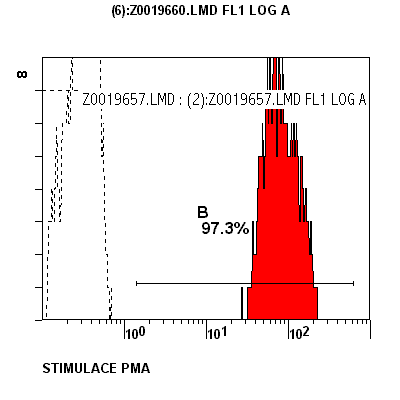 (6):Z0019660.LMD FL1 LOG A
8
Z0019657.LMD : (2):Z0019657.LMD FL1 LOG A
B
97.3%
10⁰ 10¹ 10²
STIMULACE PMA